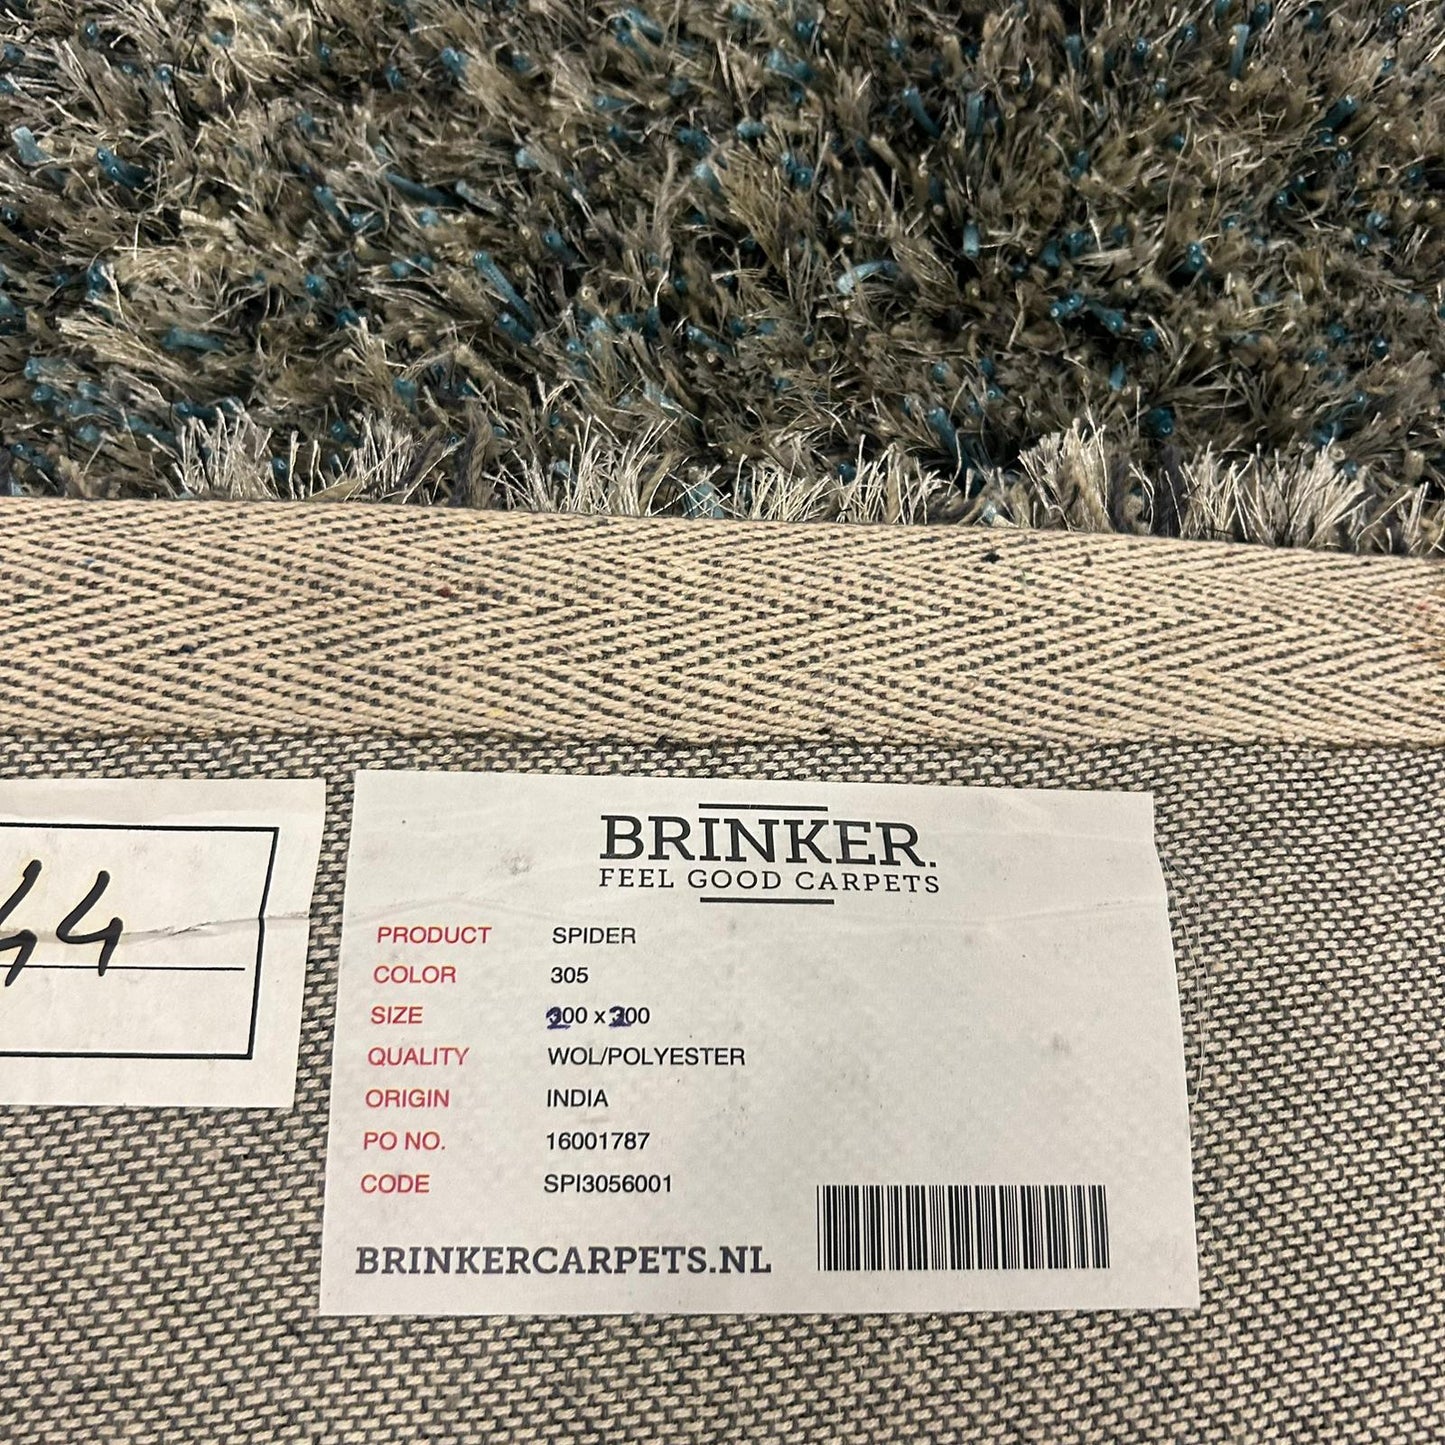 44
BRINKER.
FEEL GOOD CARPETS
PRODUCT SPIDER
COLOR 305
SIZE 200 x 200
QUALITY WOL/POLYESTER
ORIGIN INDIA
PO NO. 16001787
CODE SPI3056001
BRINKERCARPETS.NL